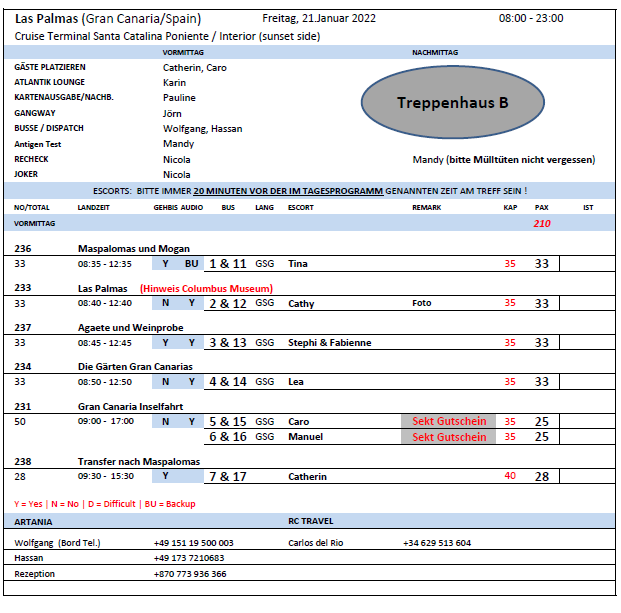 Las Palmas (Gran Canaria/Spain) Freitag, 21.Januar 2022 08:00 - 23:00
Cruise Terminal Santa Catalina Poniente / Interior (sunset side)
VORMITTAG NACHMITTAG
GÄSTE PLATZIEREN Catherin, Caro
ATLANTIK LOUNGE Karin
KARTENAUSGABE/NACHB. Pauline
GANGWAY Jörn
BUSSE / DISPATCH Wolfgang, Hassan
Antigen Test Mandy
RECHECK Nicola Mandy (bitte Mülltüten nicht vergessen)
JOKER Nicola
Treppenhaus B
ESCORTS: BITTE IMMER 20 MINUTEN VOR DER IM TAGESPROGRAMM GENANNTEN ZEIT AM TREFF SEIN !
NO/TOTAL LANDZEIT GEHBIS AUDIO BUS LANG ESCORT REMARK KAP PAX IST
VORMITTAG 210
236 Maspalomas und Mogan
33 08:35 - 12:35 Y BU 1 & 11 GSG Tina 35 33
233 Las Palmas (Hinweis Columbus Museum)
33 08:40 - 12:40 N Y 2 & 12 GSG Cathy Foto 35 33
237 Agaete und Weinprobe
33 08:45 - 12:45 Y Y 3 & 13 GSG Stephi & Fabienne 35 33
234 Die Gärten Gran Canarias
33 08:50 - 12:50 N Y 4 & 14 GSG Lea 35 33
231 Gran Canaria Inselfahrt
50 09:00 - 17:00 N Y 5 & 15 GSG Caro Sekt Gutschein 35 25
6 & 16 GSG Manuel Sekt Gutschein 35 25
238 Transfer nach Maspalomas
28 09:30 - 15:30 Y 7 & 17 Catherin 40 28
Y = Yes | N = No | D = Difficult | BU = Backup
ARTANIA RC TRAVEL
Wolfgang (Bord Tel.) +49 151 19 500 003 Carlos del Rio +34 629 513 604
Hassan +49 173 7210683
Rezeption +870 773 936 366